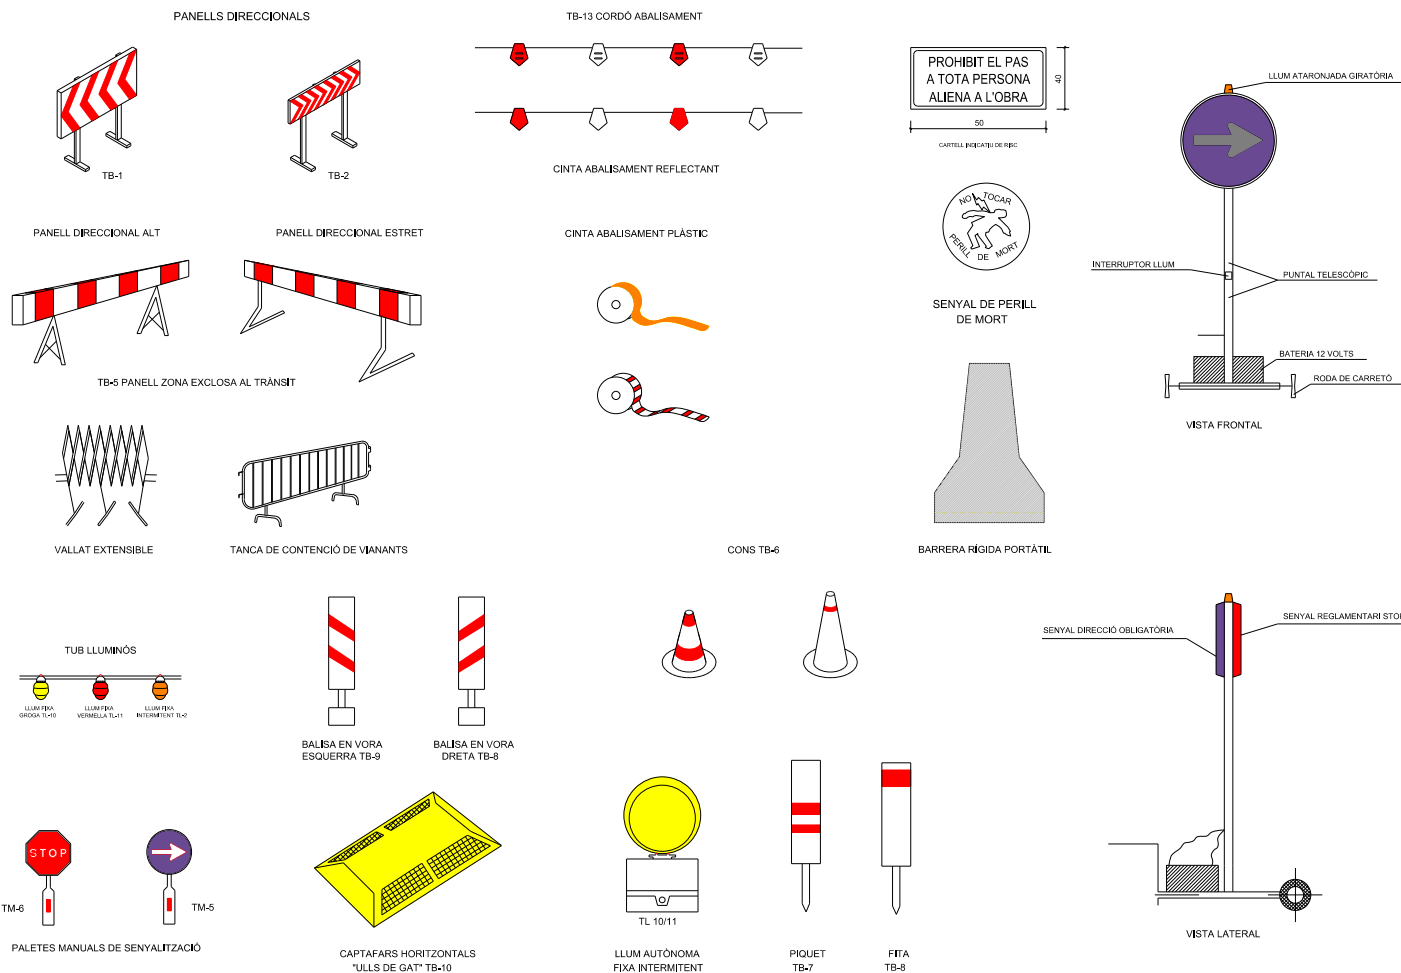 PANELLS DIRECCIONALS
TB-13 CORDÓ ABALISAMENT
PROHIBIT EL PAS
A TOTA PERSONA
ALIENA A L'OBRA
40
50
CARTELL INDICATIU DE RISC
LLUM ATARONJADA GIRATÒRIA
TB-1
TB-2
CINTA ABALISAMENT REFLECTANT
NO TOCAR
PERILL DE MORT
PANELL DIRECCIONAL ALT
PANELL DIRECCIONAL ESTRET
CINTA ABALISAMENT PLÀSTIC
INTERRUPTOR LLUM
PUNTAL TELESCÒPIC
SENYAL DE PERILL
DE MORT
BATERIA 12 VOLTS
RODA DE CARRETÓ
TB-5 PANELL ZONA EXCLOSA AL TRÀNSIT
VISTA FRONTAL
VALLAT EXTENSIBLE
TANCA DE CONTENCIÓ DE VIANANTS
CONS TB-6
BARRERA RÍGIDA PORTÀTIL
SENYAL DIRECCIÓ OBLIGATÒRIA
SENYAL REGLAMENTARI STO
TUB LLUMINÓS
LLUM FIXA
GROGA TL-10
LLUM FIXA
VERMELLA TL-11
LLUM FIXA
INTERMITENT TL-2
BALISA EN VORA
ESQUERRA TB-9
BALISA EN VORA
DRETA TB-8
STOP
TM-6
TM-5
PALETES MANUALS DE SENYALITZACIÓ
CAPTAFARS HORITZONTALS
"ULLS DE GAT" TB-10
TL 10/11
LLUM AUTÒNOMA
FIXA INTERMITENT
PIQUET
TB-7
FITA
TB-8
VISTA LATERAL